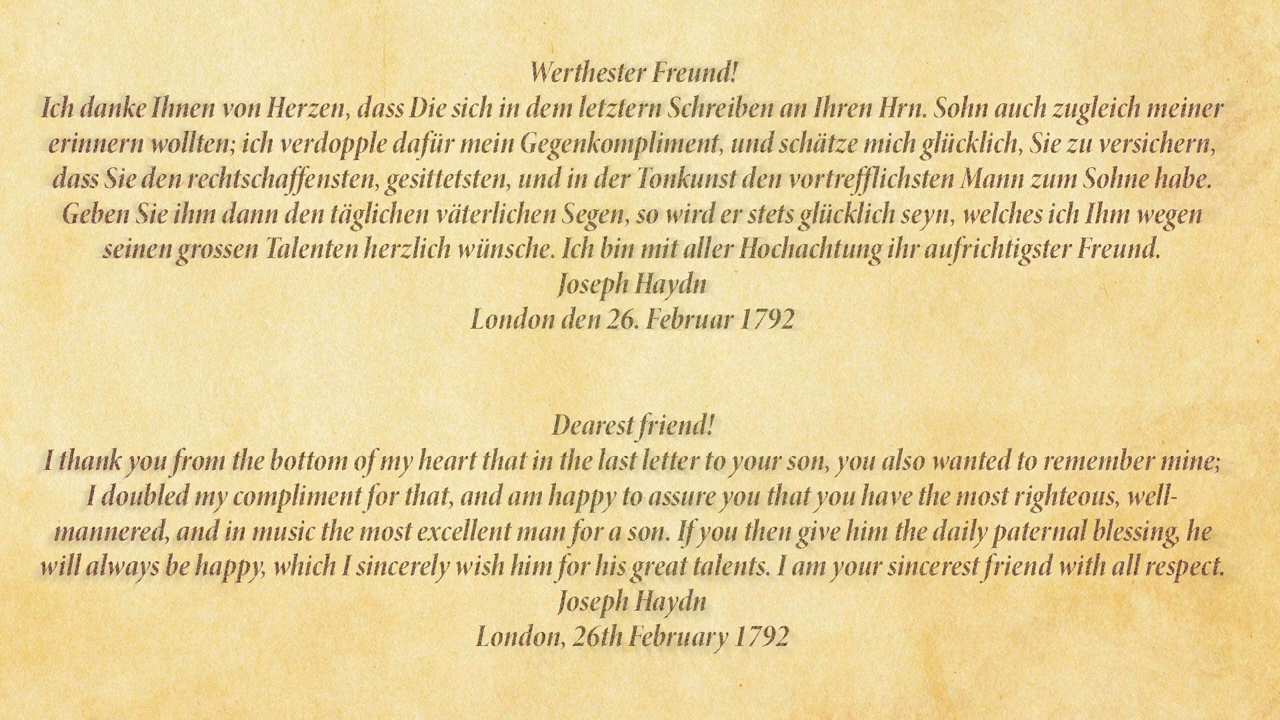 Werthester Freund!
Ich danke Ihnen von Herzen, dass Die sich in dem letztern Schreiben an Ihren Hrn. Sohn auch zugleich meiner
erinnern wollten; ich verdopple dafür mein Gegenkompliment, und schätze mich glücklich, Sie zu versichern,
dass Sie den rechtschaffensten, gesittetsten, und in der Tonkunst den vortrefflichsten Mann zum Sohne habe.
Geben Sie ihm dann den täglichen väterlichen Segen, so wird er stets glücklich seyn, welches ich Ihm wegen
seinen grossen Talenten herzlich wünsche. Ich bin mit aller Hochachtung ihr aufrichtigster Freund.
Joseph Haydn
London den 26. Februar 1792
Dearest friend!
I thank you from the bottom of my heart that in the last letter to your son, you also wanted to remember mine;
I doubled my compliment for that, and am happy to assure you that you have the most righteous, well-
mannered, and in music the most excellent man for a son. If you then give him the daily paternal blessing, he
will always be happy, which I sincerely wish him for his great talents. I am your sincerest friend with all respect.
Joseph Haydn
London, 26th February 1792